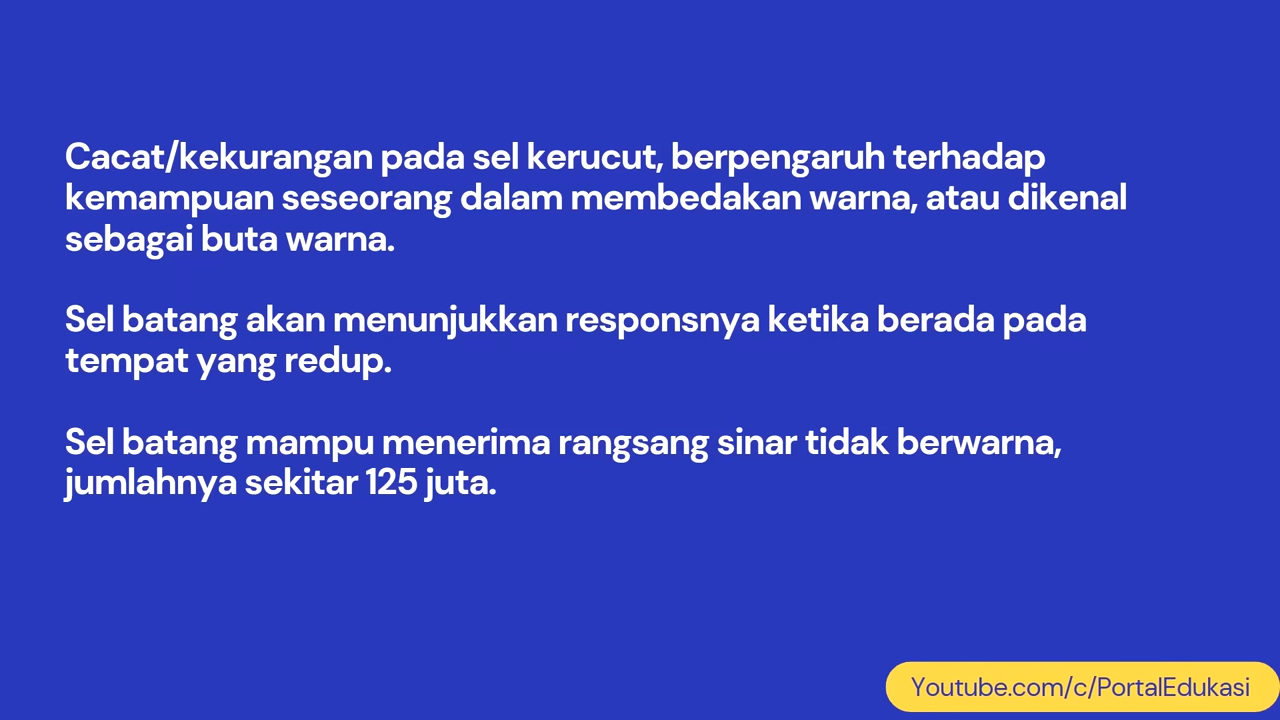 Cacat/kekurangan pada sel kerucut, berpengaruh terhadap
kemampuan seseorang dalam membedakan warna, atau dikenal
sebagai buta warna.
Sel batang akan menunjukkan responsnya ketika berada pada
tempat yang redup.
Sel batang mampu menerima rangsang sinar tidak berwarna,
jumlahnya sekitar 125 juta.
Youtube.com/c/PortalEdukasi